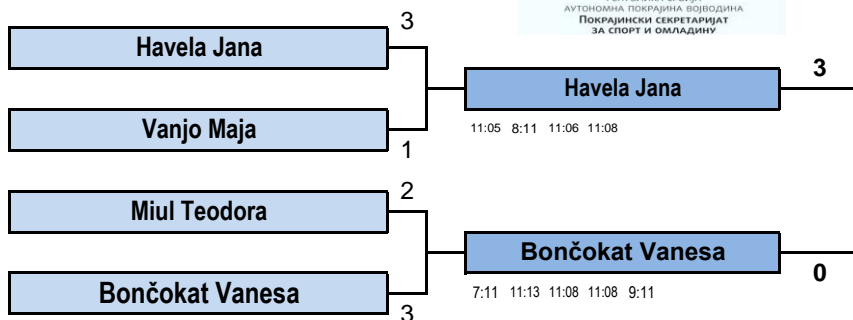 АУТОНОМНА ПОКРАЈИНА ВОЈВОДИНА
ПОКРАЈИНСКИ СЕКРЕТАРИЈАТ
ЗА СПОРТ И ОМЛАДИНУ
3
Havela Jana
Havela Jana
3
11:05 8:11 11:06 11:08
Vanjo Maja
1
2
Miul Teodora
Bončokat Vanesa
0
7:11 11:13 11:08 11:08 9:11
Bončokat Vanesa
3